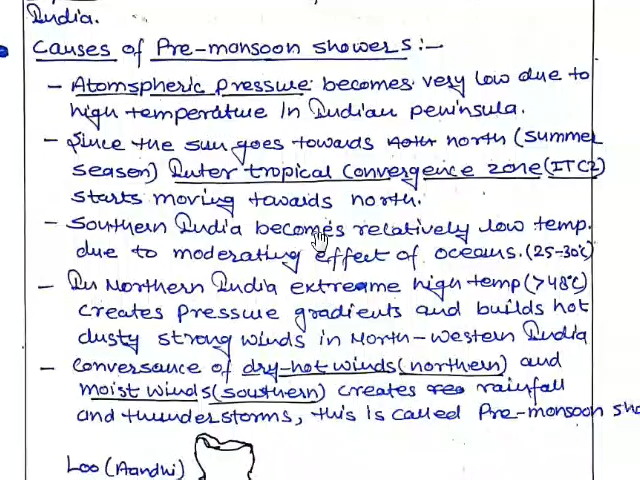 India.
Causes of Pre-monsoon showers:-
- Atomspheric pressure becomes very low due to
high temperature in Indian peninsula.
- Since the sun goes towards north (summer
season) Inter tropical convergence zone (ITCZ)
starts moving towards north.
- Southern India becomes relatively low temp.
due to moderating effect of oceans. (25-30°C)
- In Northern India extreame high temp (>48°C)
creates pressure gradients and builds hot
dusty strong winds in North-Western India
- Conversance of dry-hot winds (northern) and
moist winds (southern) creates rainfall
and thunderstorms, this is called Pre-monsoon sho
Loo (Aandhi)